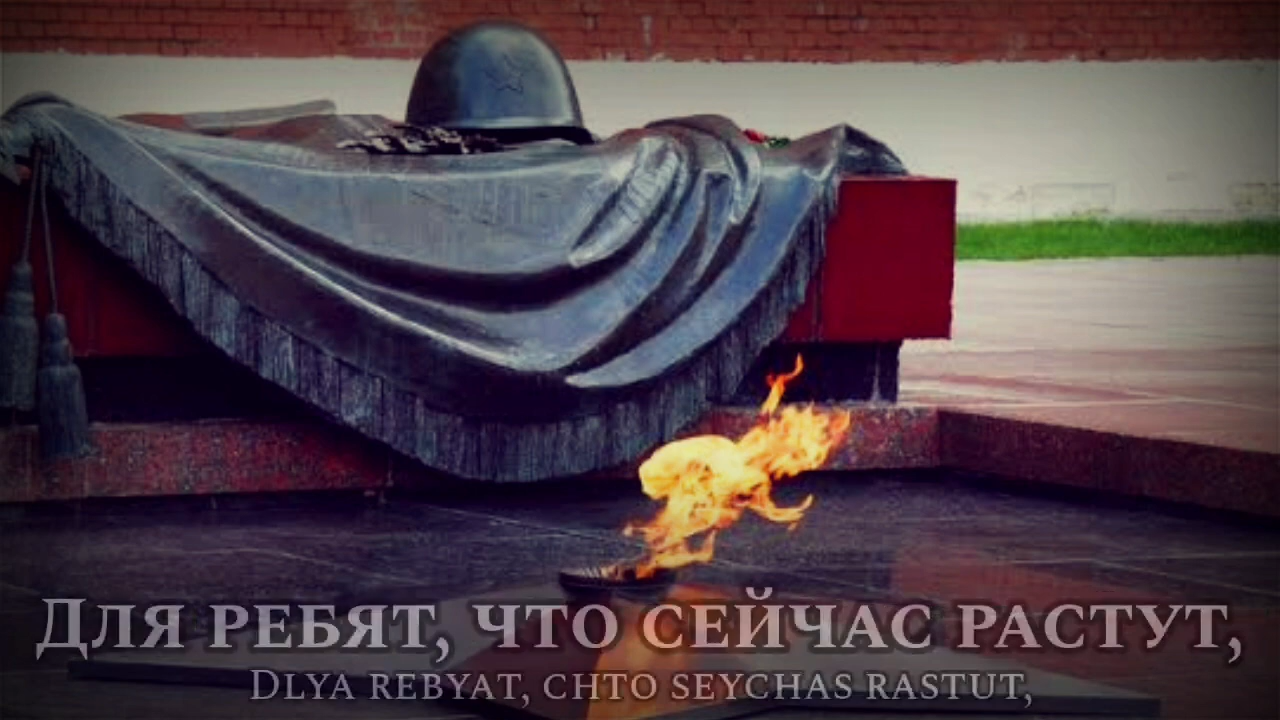 Для ребят, что сейчас растут,
Dlya rebyat, chto seychas rastut,